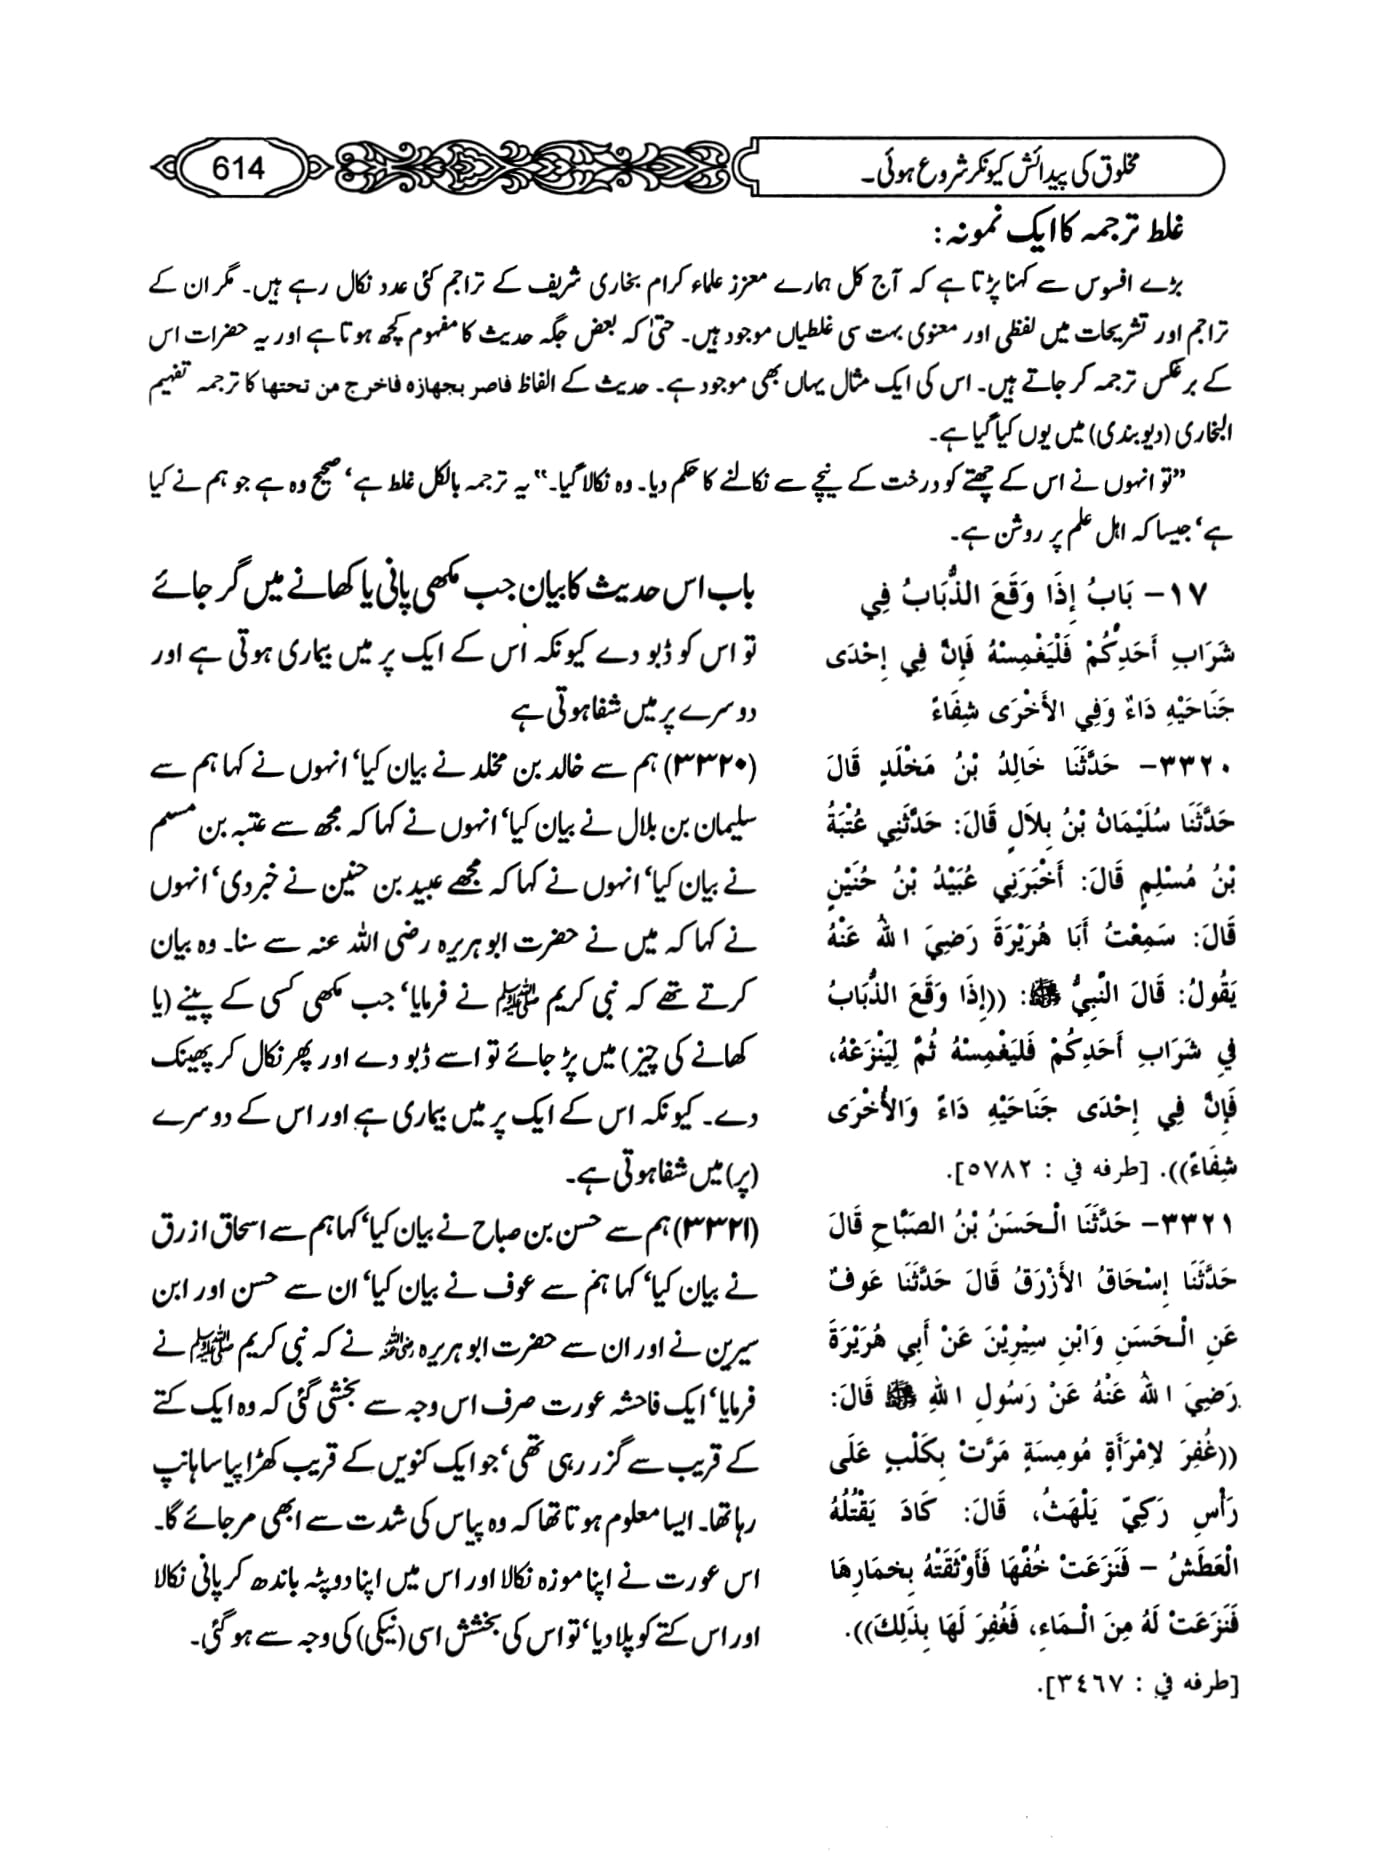 مخلوق کی پیدائش کیونکر شروع ہوئی۔
614
غلط ترجمہ کا ایک نمونہ:
بڑے افسوس سے کہنا پڑتا ہے کہ آج کل ہمارے معزز علماء کرام بخاری شریف کے تراجم کئی عدد نکال رہے ہیں۔ مگر ان کے
تراجم اور تشریحات میں لفظی اور معنوی بہت سی غلطیاں موجود ہیں۔ حتیٰ کہ بعض جگہ حدیث کا مفہوم کچھ ہوتا ہے اور یہ حضرات اس
کے برعکس ترجمہ کر جاتے ہیں۔ اس کی ایک مثال یہاں بھی موجود ہے۔ حدیث کے الفاظ فاصر بجھازہ فاخرج من تحتھا کا ترجمہ تفہیم
البخاری (دیوبندی) میں یوں کیا گیا ہے۔
”تو انہوں نے اس کے چھتے کو درخت کے نیچے سے نکالنے کا حکم دیا۔ وہ نکالا گیا۔“ یہ ترجمہ بالکل غلط ہے‘ صحیح وہ ہے جو ہم نے کیا
ہے‘ جیسا کہ اہل علم پر روشن ہے۔
١٧- بَابُ إِذَا وَقَعَ الذُّبَابُ فِي
شَرَابِ أَحَدِكُمْ فَلْيَغْمِسْهُ فَإِنَّ فِي إِحْدَى
جَنَاحَيْهِ دَاءٌ وَفِي الأَخْرَى شِفَاءً
٣٣٢٠- حَدَّثَنَا خَالِدُ بْنُ مَخْلَدٍ قَالَ
حَدَّثَنَا سُلَيْمَانُ بْنُ بِلاَلٍ قَالَ: حَدَّثَنِي عُتْبَةُ
بْنُ مُسْلِمٍ قَالَ: أَخْبَرَنِي عُبَيْدُ بْنُ حُنَيْنٍ
قَالَ: سَمِعْتُ أَبَا هُرَيْرَةَ رَضِيَ اللهُ عَنْهُ
يَقُولُ: قَالَ النَّبِيُّ ﷺ: ((إِذَا وَقَعَ الذُّبَابُ
فِي شَرَابِ أَحَدِكُمْ فَلْيَغْمِسْهُ ثُمَّ لِيَنْزَعْهُ،
فَإِنَّ فِي إِحْدَى جَنَاحَيْهِ دَاءً وَالأُخْرَى
شِفَاءً)). [طرفه في : ٥٧٨٢].
٣٣٢١- حَدَّثَنَا الْحَسَنُ بْنُ الصَّبَّاحِ قَالَ
حَدَّثَنَا إِسْحَاقُ الأَزْرَقُ قَالَ حَدَّثَنَا عَوفٌ
عَنِ الْحَسَنِ وَابْنِ سِيْرِيْنَ عَنْ أَبِي هُرَيْرَةَ
رَضِيَ اللهُ عَنْهُ عَنْ رَسُولِ اللهِ ﷺ قَالَ:
((غُفِرَ لاِمْرَأَةٍ مُومِسَةٍ مَرَّتْ بِكَلْبٍ عَلَى
رَأْسِ رَكِيٍّ يَلْهَثُ، قَالَ: كَادَ يَقْتُلُهُ
الْعَطَشُ – فَنَزَعَتْ خُفَّهَا فَأَوْثَقَتْهُ بِخِمَارِهَا
فَنَزَعَتْ لَهُ مِنَ الْمَاءِ، فَغُفِرَ لَهَا بِذَلِكَ)).
[طرفه في : ٣٤٦٧].
باب اس حدیث کا بیان جب مکھی پانی یا کھانے میں گر جائے
تو اس کو ڈبو دے کیونکہ اس کے ایک پر میں بیماری ہوتی ہے اور
دوسرے پر میں شفا ہوتی ہے
(۳۳۲۰) ہم سے خالد بن مخلد نے بیان کیا‘ انہوں نے کہا ہم سے
سلیمان بن بلال نے بیان کیا‘ انہوں نے کہا کہ مجھ سے عتبہ بن مسلم
نے بیان کیا‘ انہوں نے کہا کہ مجھے عبید بن حنین نے خبر دی‘ انہوں
نے کہا کہ میں نے حضرت ابو ہریرہ رضی اللہ عنہ سے سنا۔ وہ بیان
کرتے تھے کہ نبی کریم ﷺ نے فرمایا‘ جب مکھی کسی کے پینے (یا
کھانے کی چیز) میں پڑ جائے تو اسے ڈبو دے اور پھر نکال کر پھینک
دے۔ کیونکہ اس کے ایک پر میں بیماری ہے اور اس کے دوسرے
(پر) میں شفا ہوتی ہے۔
(۳۳۲۱) ہم سے حسن بن صباح نے بیان کیا‘ کہا ہم سے اسحاق ازرق
نے بیان کیا‘ کہا ہم سے عوف نے بیان کیا‘ ان سے حسن اور ابن
سیرین نے اور ان سے حضرت ابو ہریرہ رضی اللہ عنہ نے کہ نبی کریم ﷺ نے
فرمایا‘ ایک فاحشہ عورت صرف اس وجہ سے بخشی گئی کہ وہ ایک کتے
کے قریب سے گزر رہی تھی‘ جو ایک کنویں کے قریب کھڑا پیاسا ہانپ
رہا تھا۔ ایسا معلوم ہوتا تھا کہ وہ پیاس کی شدت سے ابھی مر جائے گا۔
اس عورت نے اپنا موزہ نکالا اور اس میں اپنا دوپٹہ باندھ کر پانی نکالا
اور اس کتے کو پلا دیا‘ تو اس کی بخشش اسی (نیکی) کی وجہ سے ہو گئی۔